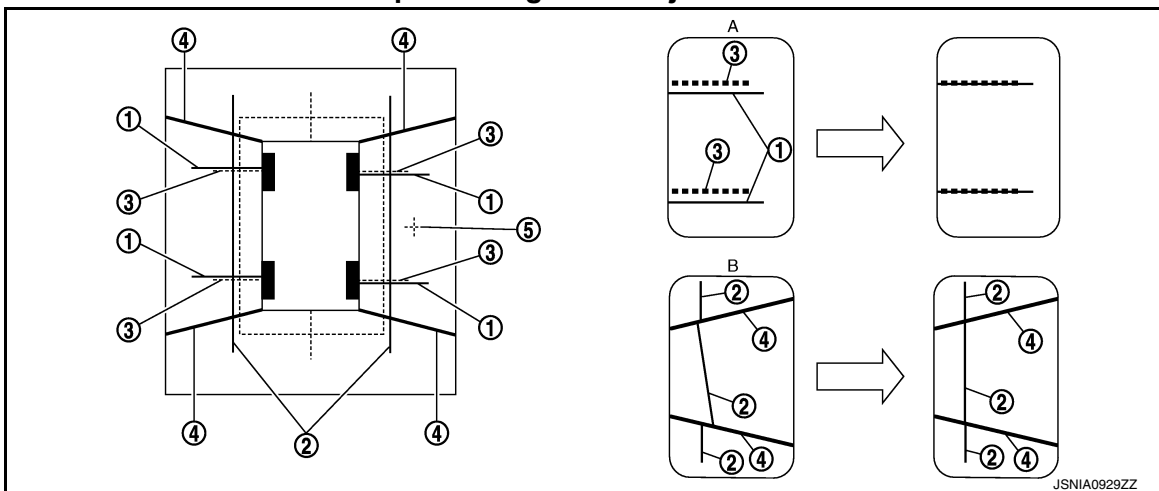 ④ ④
① ③
③ ①
⑤
① ③
③ ①
④ ② ④
A
③
③ ①
B
② ②
④ ④
② ②
② ④ ② ④
JSNIA0929ZZ